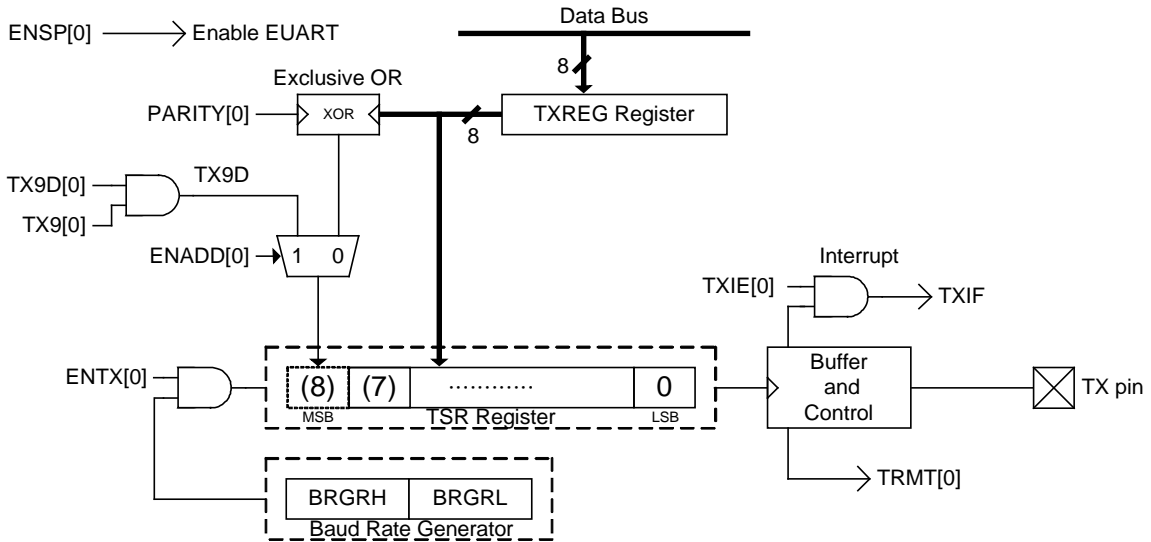 Data Bus
ENSP[0]
Enable EUART
8
Exclusive OR
PARITY[0]
XOR
TXREG Register
8
TX9D[0]
TX9D
TX9[0]
ENADD[0]
1 0
Interrupt
TXIE[0]
TXIF
ENTX[0]
(8) (7) ............ 0
MSB
TSR Register
LSB
Buffer
and
Control
TX pin
TRMT[0]
BRGRH BRGRL
Baud Rate Generator